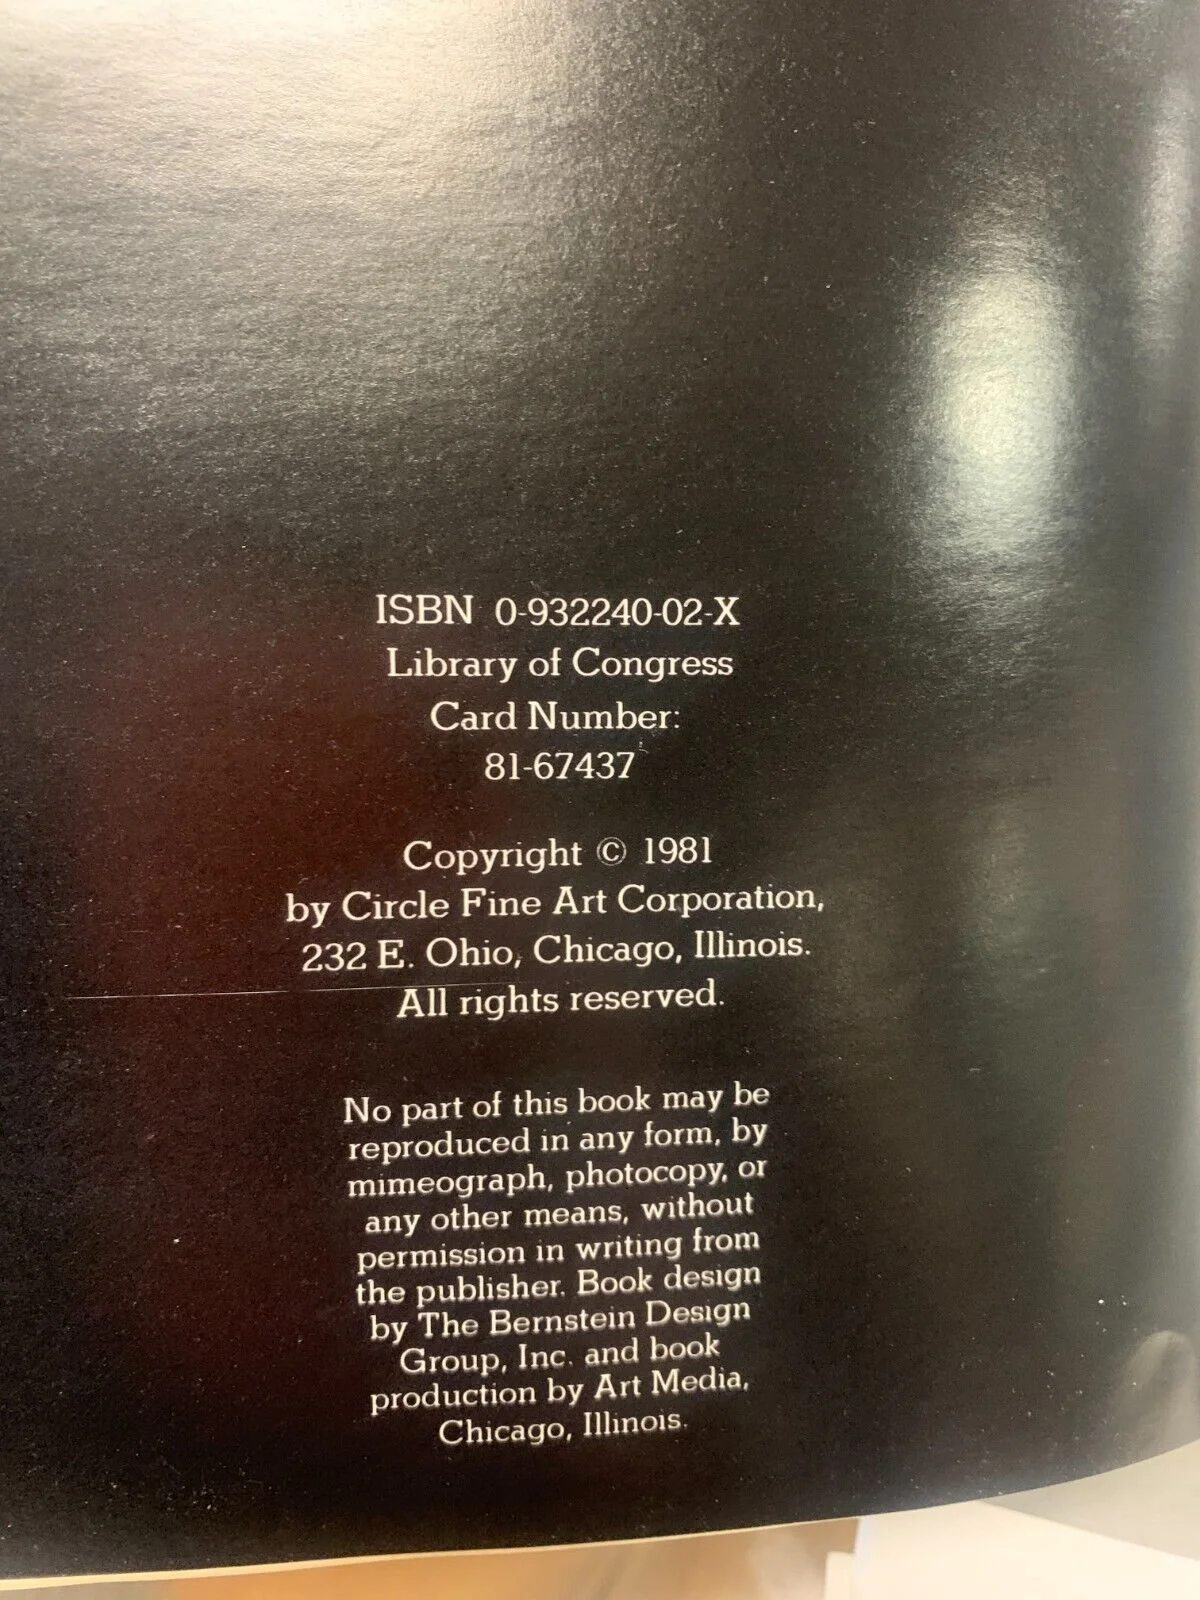 ISBN 0-932240-02-X
Library of Congress
Card Number:
81-67437
Copyright © 1981
by Circle Fine Art Corporation,
232 E. Ohio, Chicago, Illinois.
All rights reserved.
No part of this book may be
reproduced in any form, by
mimeograph, photocopy, or
any other means, without
permission in writing from
the publisher. Book design
by The Bernstein Design
Group, Inc. and book
production by Art Media,
Chicago, Illinois.